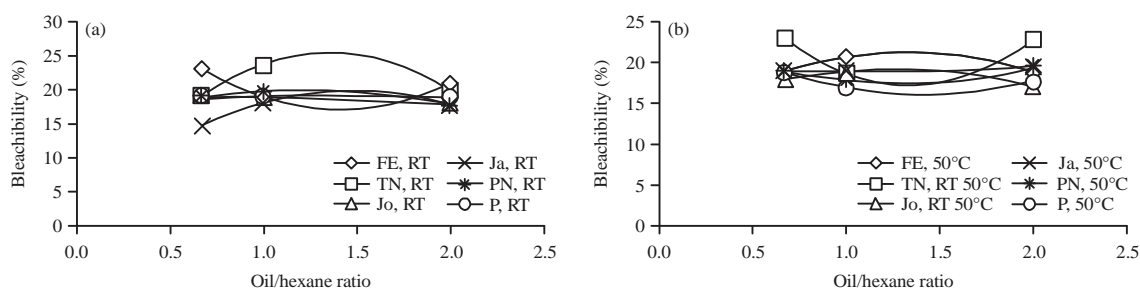 (a)
Bleachibility (%)
30
25
20
15
10
5
0
FE, RT
TN, RT
Jo, RT
Ja, RT
PN, RT
P, RT
0.0 0.5 1.0 1.5 2.0 2.5
Oil/hexane ratio
(b)
Bleachibility (%)
25
20
15
10
5
0
FE, 50°C
TN, RT 50°C
Jo, RT 50°C
Ja, 50°C
PN, 50°C
P, 50°C
0.0 0.5 1.0 1.5 2.0 2.5
Oil/hexane ratio